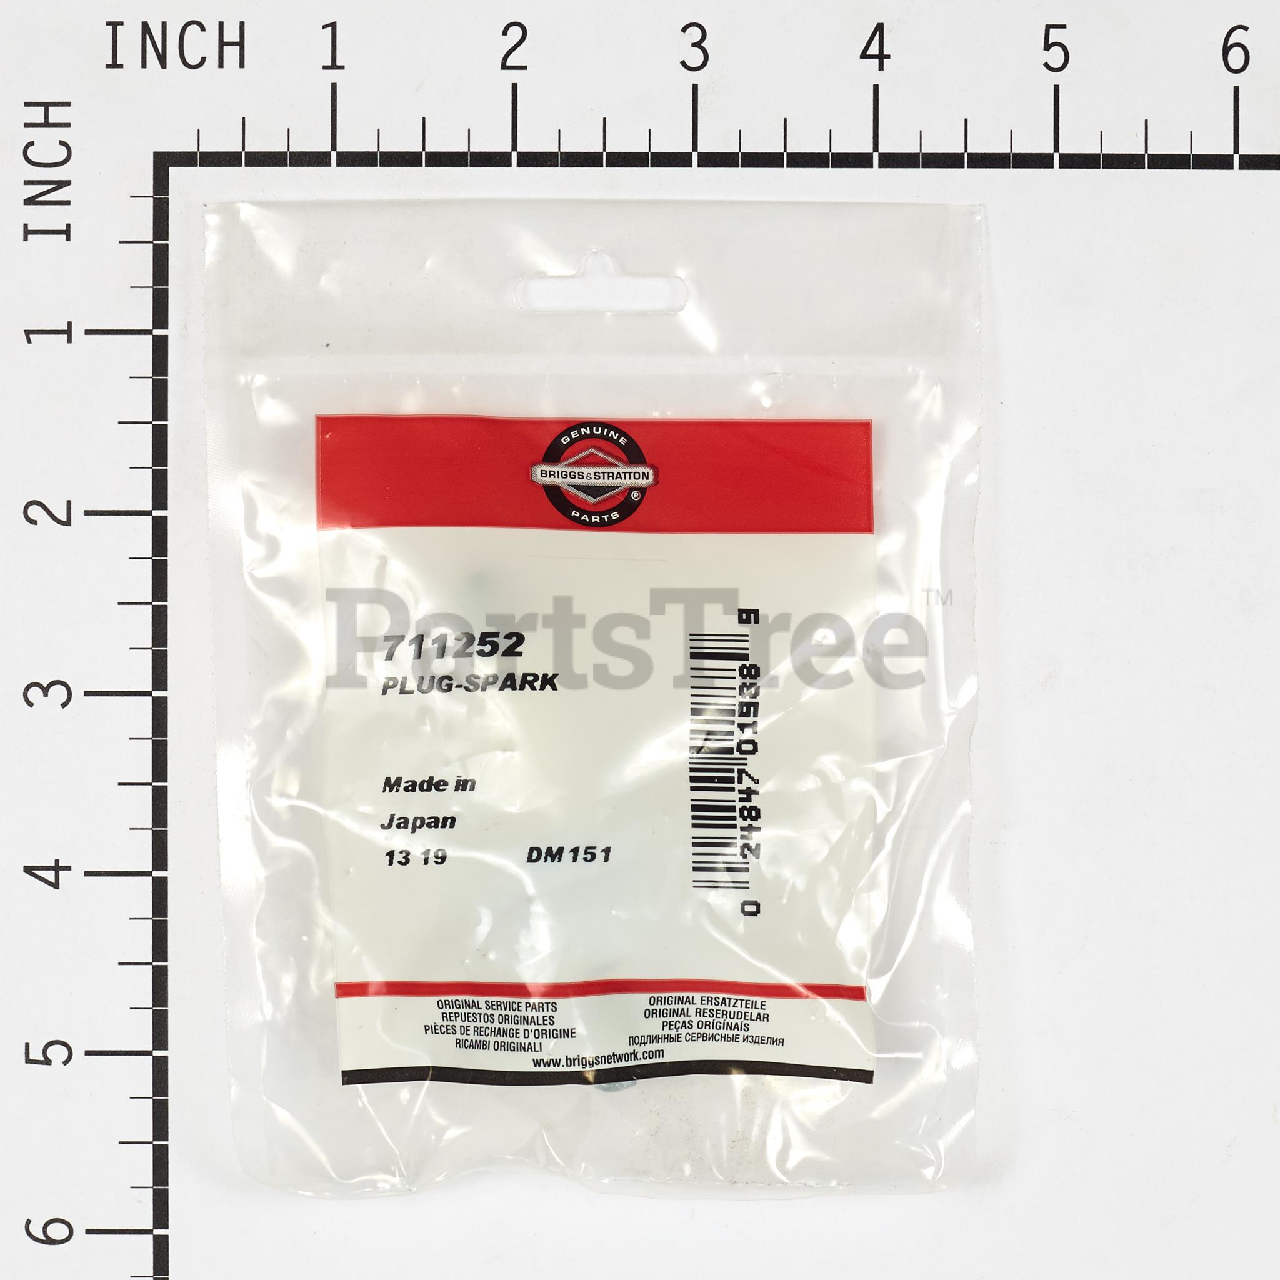 INCH 1 2 3 4 5 6
INCH
1
2
3
4
5
6
GENUINE
BRIGGS&STRATTON
®
PARTS
PartsTree™
711252
PLUG-SPARK
Made in
Japan
13 19 DM151
0 24847 01938 9
ORIGINAL SERVICE PARTS
REPUESTOS ORIGINALES
PIÈCES DE RECHANGE D'ORIGINE
RICAMBI ORIGINALI
ORIGINAL ERSATZTEILE
ORIGINAL RESERUDELAR
PEÇAS ORIGINAIS
ПОДЛИННЫЕ СЕРВИСНЫЕ ИЗДЕЛИЯ
www.briggsnetwork.com